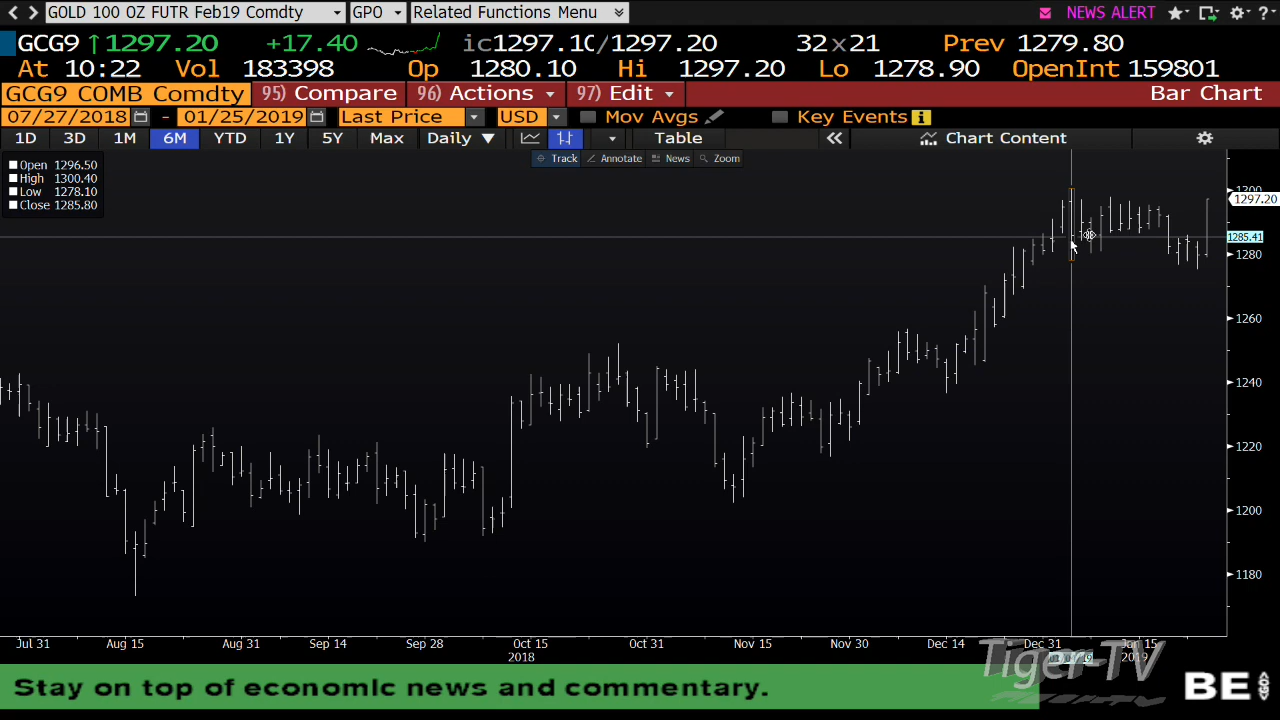 GOLD 100 OZ FUTR Feb19 Comdty GPO Related Functions Menu NEWS ALERT ?
GCG9 ↑1297.20 +17.40 ic1297.10/1297.20 32x21 Prev 1279.80
At 10:22 Vol 183398 Op 1280.10 Hi 1297.20 Lo 1278.90 OpenInt 159801
GCG9 COMB Comdty 95) Compare 96) Actions 97) Edit Bar Chart
07/27/2018 - 01/25/2019 Last Price USD Mov Avgs Key Events i
1D 3D 1M 6M YTD 1Y 5Y Max Daily ▼ Table « Chart Content
Track Annotate News Zoom
Open 1296.50
High 1300.40
Low 1278.10
Close 1285.80
1300
1297.20
1285.41
1280
1260
1240
1220
1200
1180
Jul 31 Aug 15 Aug 31 Sep 14 Sep 28 Oct 15 Oct 31 Nov 15 Nov 30 Dec 14 Dec 31 Jan 15
2018 2019
Tiger-TV
Stay on top of economic news and commentary.
BE GO